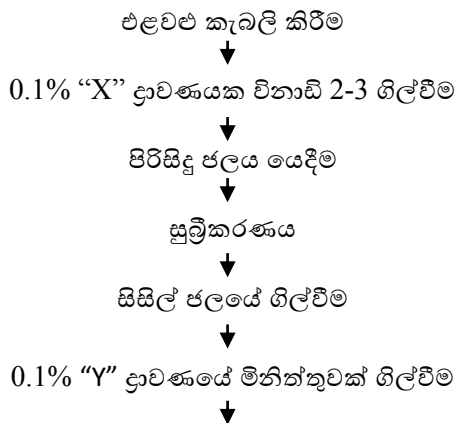 එළවළු කැබලි කිරීම
0.1% “X” ද්‍රාවණයක විනාඩි 2-3 ගිල්වීම
පිරිසිදු ජලය යෙදීම
සුබ්‍රීකරණය
සිසිල් ජලයේ ගිල්වීම
0.1% “Y” ද්‍රාවණයේ මිනිත්තුවක් ගිල්වීම